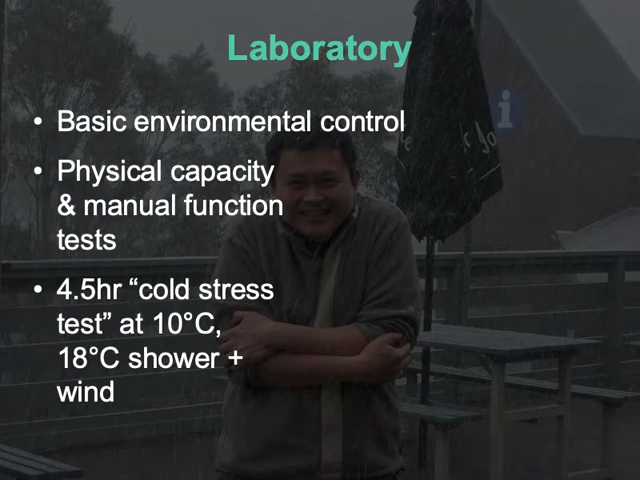 Laboratory
• Basic environmental control
• Physical capacity
& manual function
tests
• 4.5hr “cold stress
test” at 10°C,
18°C shower +
wind
i